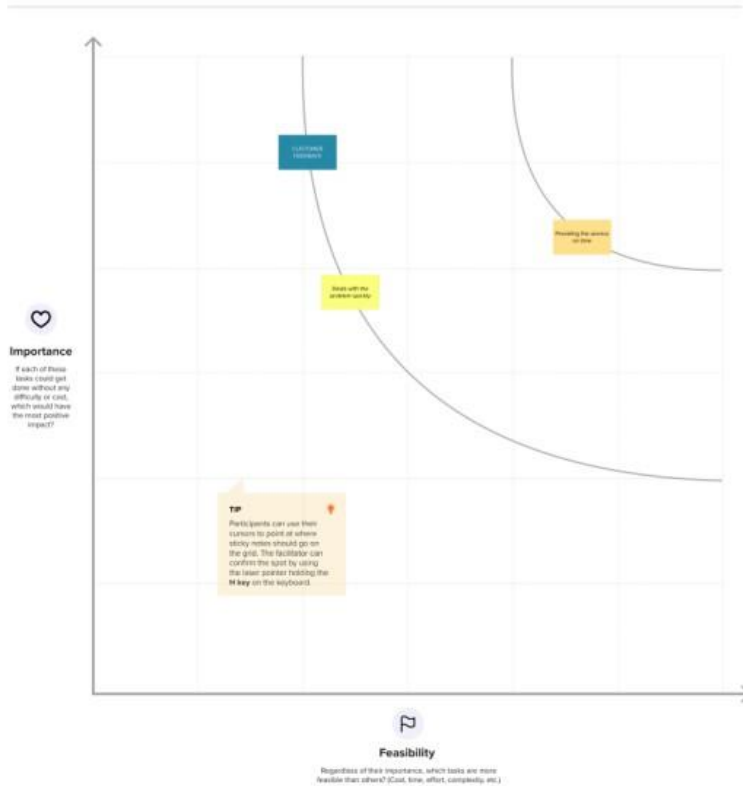 CUSTOMER
FEEDBACK
Providing the service
on time
Deals with the
problem quickly
Importance
If each of these
tasks could get
done without any
difficulty or cost,
which would have
the most positive
impact?
TIP
Participants can use their
cursors to point at where
sticky notes should go on
the grid. The facilitator can
confirm the spot by using
the laser pointer holding the
H key on the keyboard.
Feasibility
Regardless of their importance, which tasks are more
feasible than others? (Cost, time, effort, complexity, etc.)